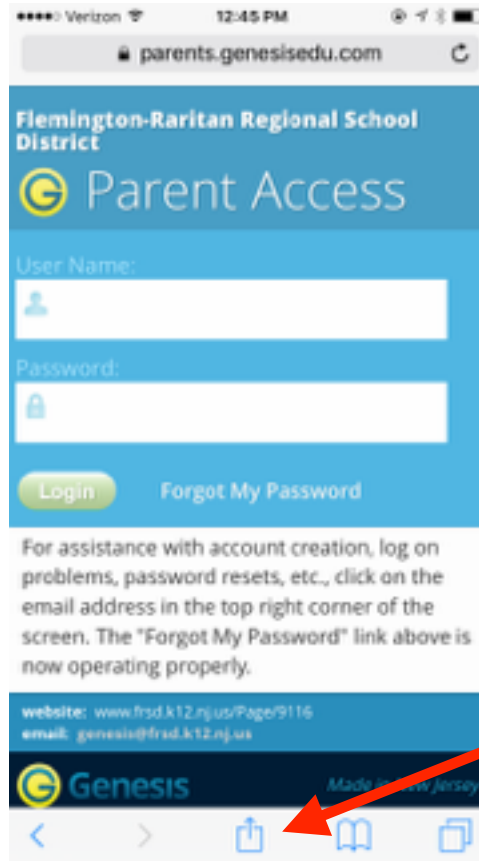 Verizon 12:45 PM
parents.genesisedu.com
Flemington-Raritan Regional School
District
G Parent Access
User Name:
Password:
Login Forgot My Password
For assistance with account creation, log on
problems, password resets, etc., click on the
email address in the top right corner of the
screen. The "Forgot My Password" link above is
now operating properly.
website: www.frsd.k12.nj.us/Page/9116
email: genesis@frsd.k12.nj.us
G Genesis Made in New Jersey